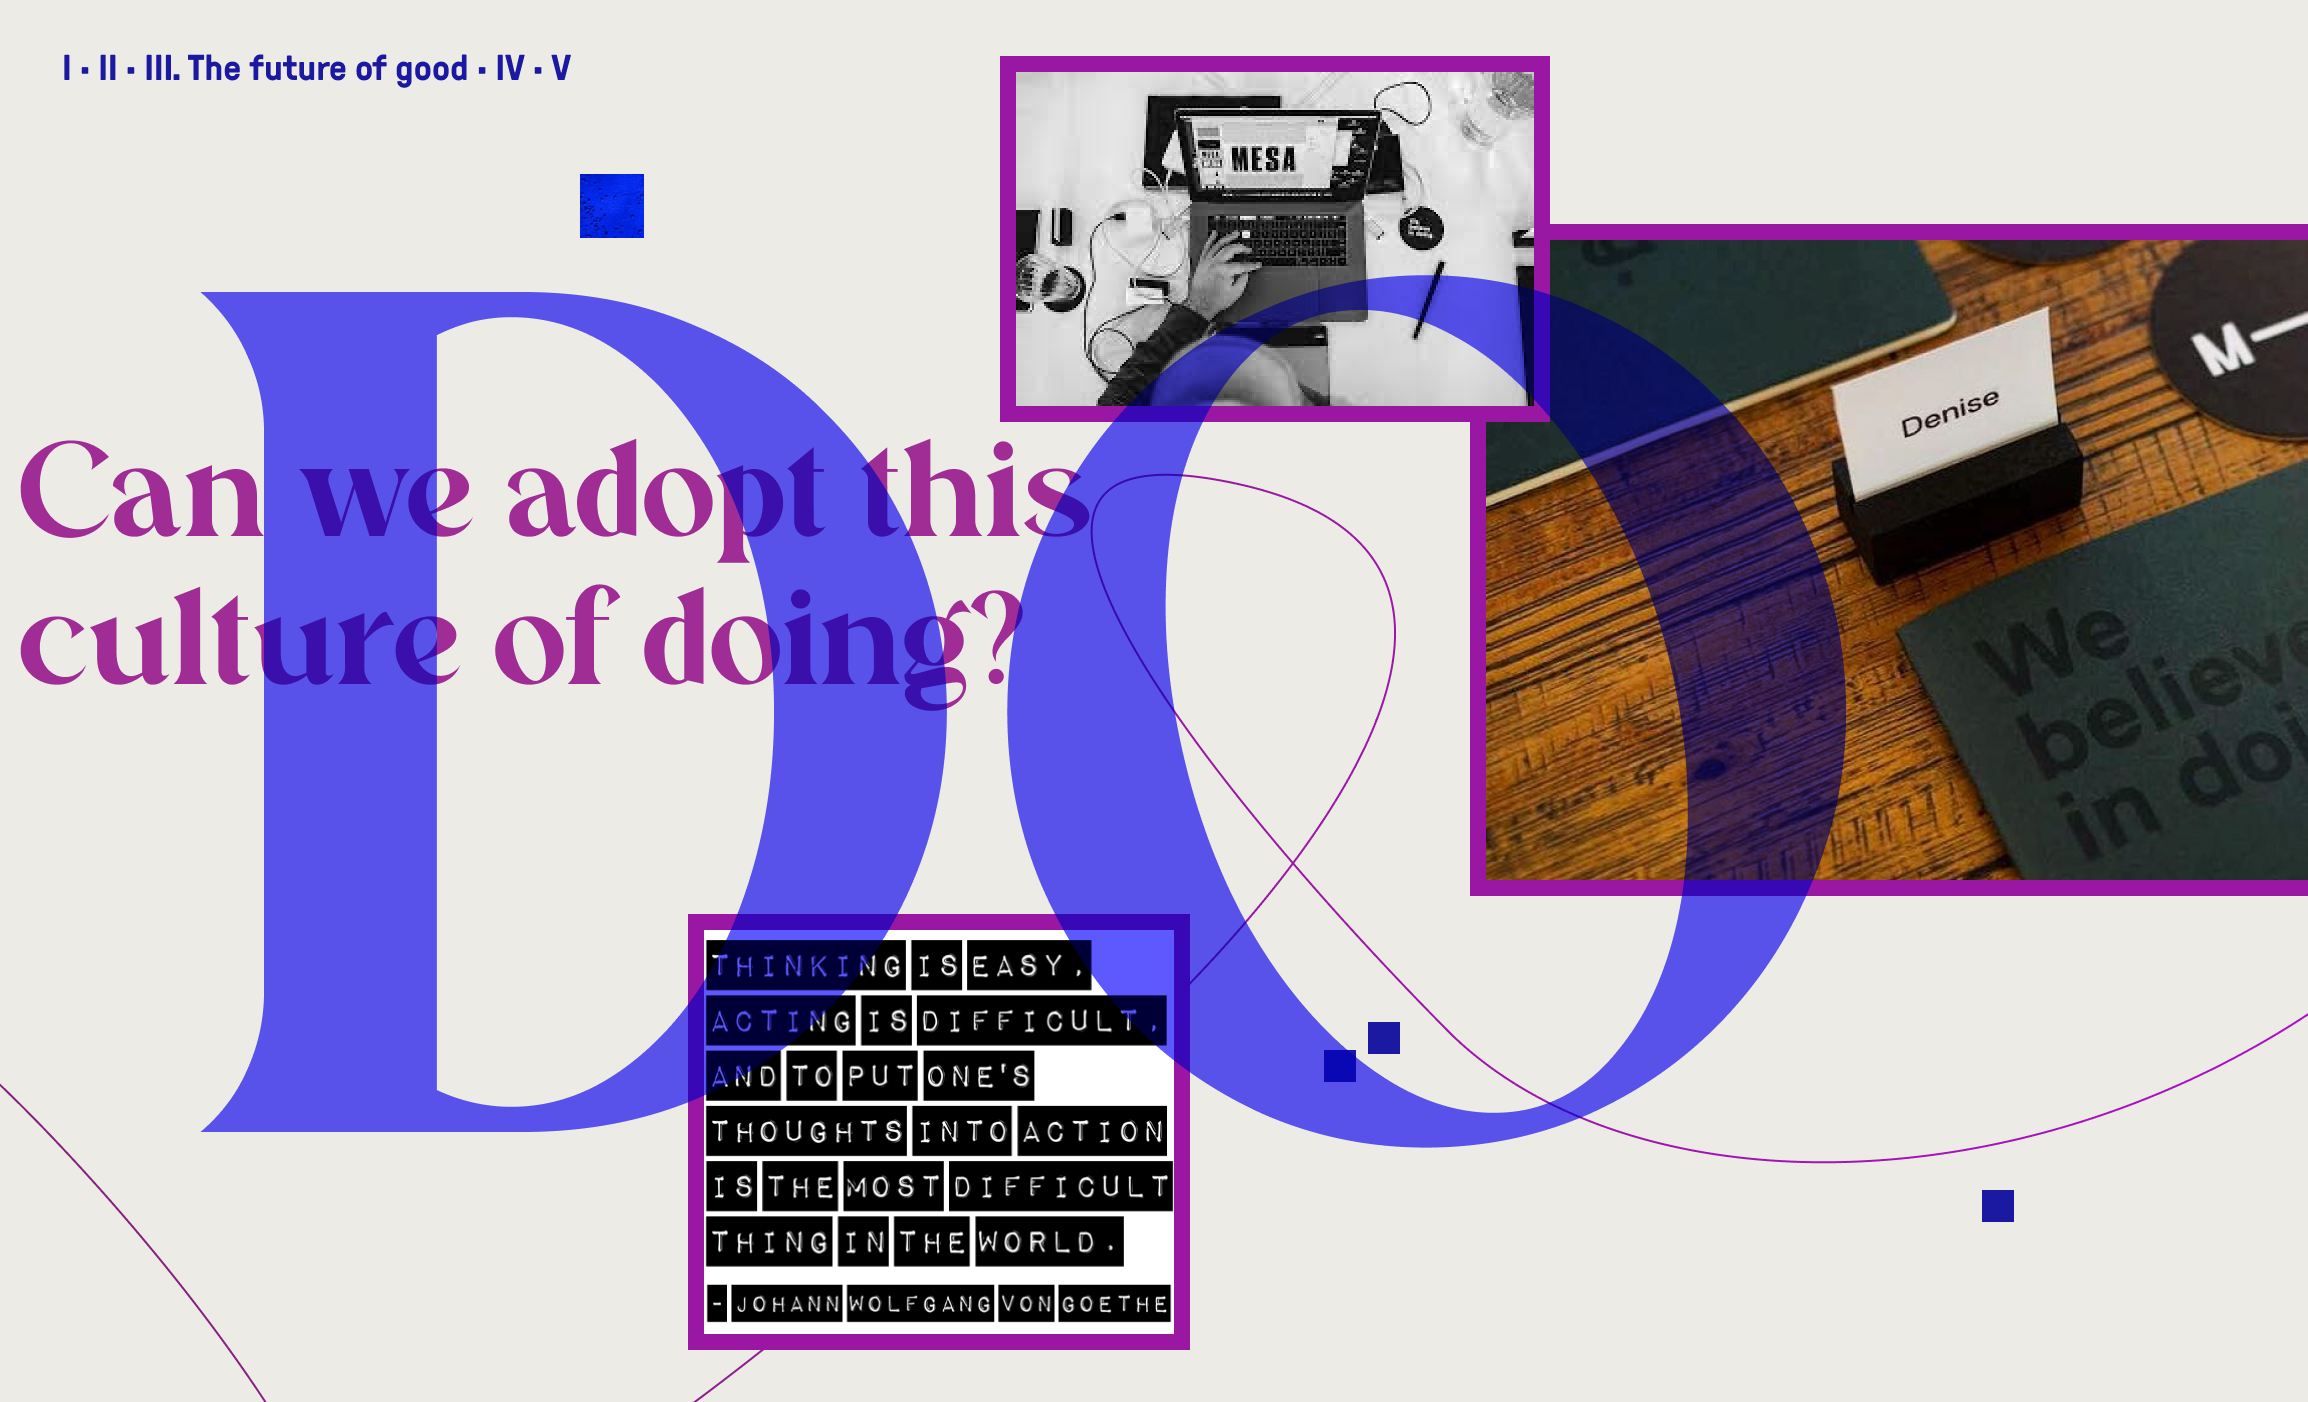 I · II · III. The future of good · IV · V
MESA
M—
Denise
DO
Can we adopt this
culture of doing?
We
believe
in doi
THINKING IS EASY,
ACTING IS DIFFICULT,
AND TO PUT ONE'S
THOUGHTS INTO ACTION
IS THE MOST DIFFICULT
THING IN THE WORLD.
- JOHANN WOLFGANG VON GOETHE